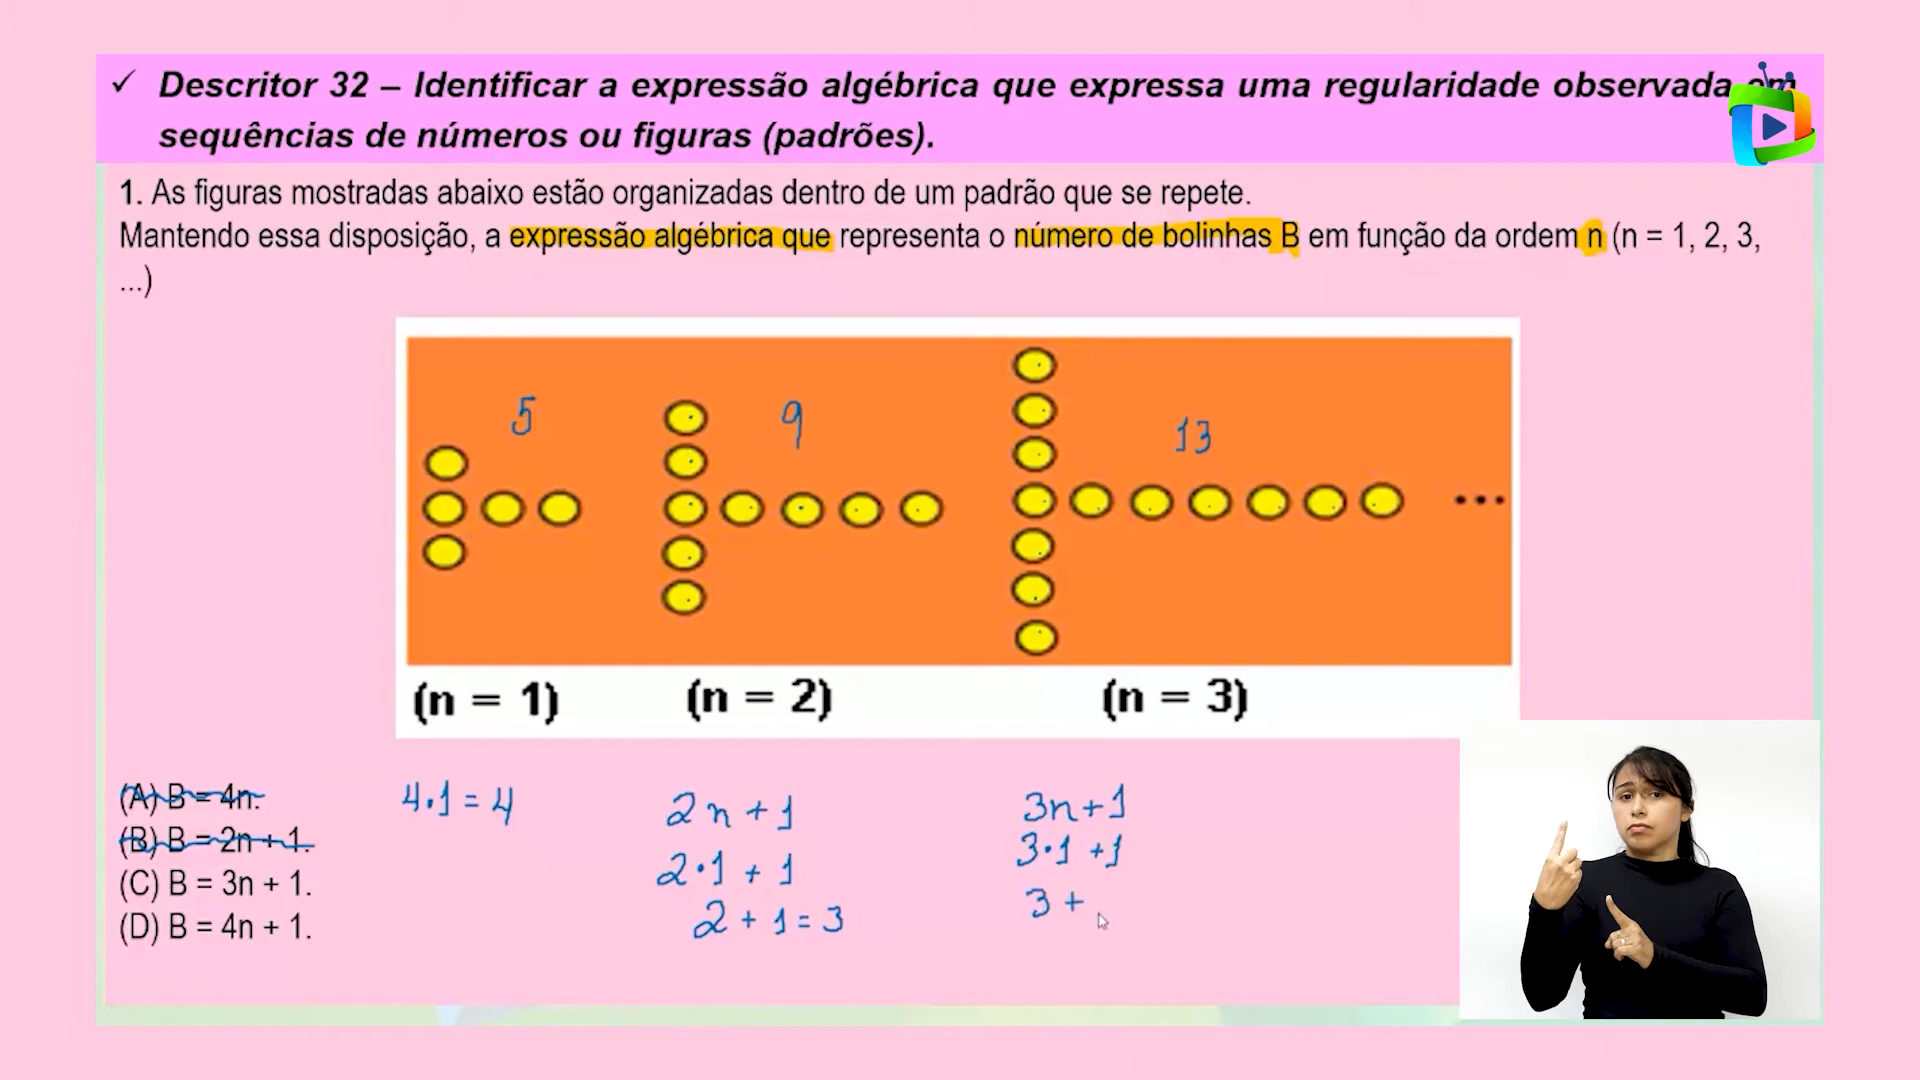 ✓ Descritor 32 – Identificar a expressão algébrica que expressa uma regularidade observada em
sequências de números ou figuras (padrões).
1. As figuras mostradas abaixo estão organizadas dentro de um padrão que se repete.
Mantendo essa disposição, a expressão algébrica que representa o número de bolinhas B em função da ordem n (n = 1, 2, 3,
...)
5 9 13
...
(n = 1) (n = 2) (n = 3)
(A) B = 4n.
(B) B = 2n + 1.
(C) B = 3n + 1.
(D) B = 4n + 1.
4·1 = 4
2n + 1
2·1 + 1
2 + 1 = 3
3n + 1
3·1 + 1
3 +